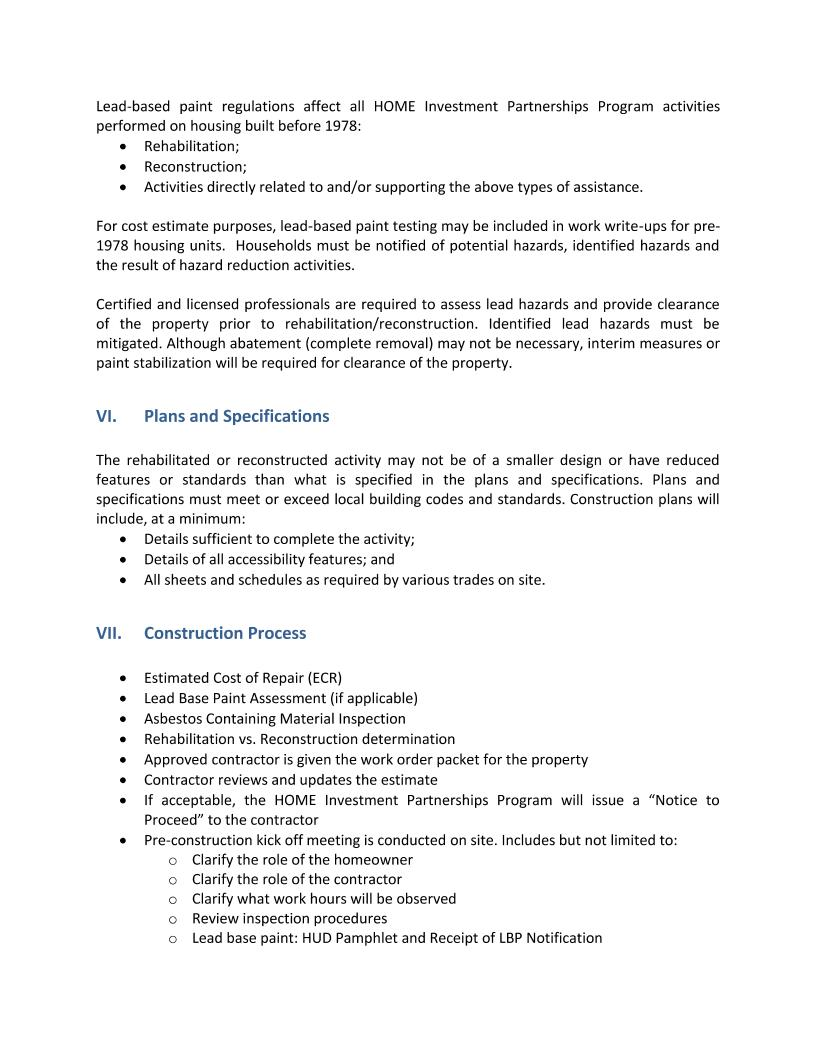 Lead-based paint regulations affect all HOME Investment Partnerships Program activities
performed on housing built before 1978:
• Rehabilitation;
• Reconstruction;
• Activities directly related to and/or supporting the above types of assistance.
For cost estimate purposes, lead-based paint testing may be included in work write-ups for pre-
1978 housing units.  Households must be notified of potential hazards, identified hazards and
the result of hazard reduction activities.
Certified and licensed professionals are required to assess lead hazards and provide clearance
of the property prior to rehabilitation/reconstruction. Identified lead hazards must be
mitigated. Although abatement (complete removal) may not be necessary, interim measures or
paint stabilization will be required for clearance of the property.
VI. Plans and Specifications
The rehabilitated or reconstructed activity may not be of a smaller design or have reduced
features or standards than what is specified in the plans and specifications. Plans and
specifications must meet or exceed local building codes and standards. Construction plans will
include, at a minimum:
• Details sufficient to complete the activity;
• Details of all accessibility features; and
• All sheets and schedules as required by various trades on site.
VII. Construction Process
• Estimated Cost of Repair (ECR)
• Lead Base Paint Assessment (if applicable)
• Asbestos Containing Material Inspection
• Rehabilitation vs. Reconstruction determination
• Approved contractor is given the work order packet for the property
• Contractor reviews and updates the estimate
• If acceptable, the HOME Investment Partnerships Program will issue a “Notice to
Proceed” to the contractor
• Pre-construction kick off meeting is conducted on site. Includes but not limited to:
o Clarify the role of the homeowner
o Clarify the role of the contractor
o Clarify what work hours will be observed
o Review inspection procedures
o Lead base paint: HUD Pamphlet and Receipt of LBP Notification